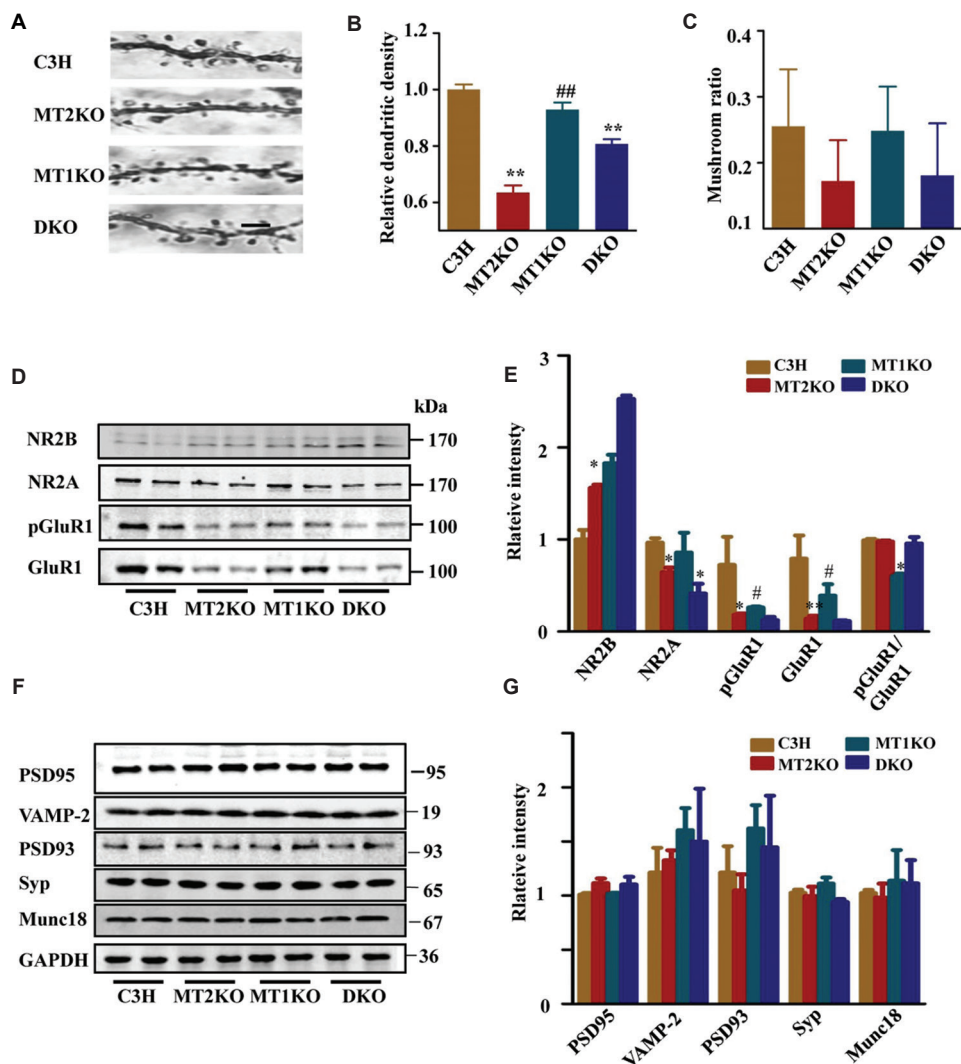 A
C3H
MT2KO
MT1KO
DKO
B
Relative dendritic density
1.0
0.8
0.6
**
##
**
C3H
MT2KO
MT1KO
DKO
C
Mushroom ratio
0.4
0.3
0.2
0.1
C3H
MT2KO
MT1KO
DKO
D
kDa
NR2B
170
NR2A
170
pGluR1
100
GluR1
100
C3H MT2KO MT1KO DKO
E
Rlateive intensty
3
2
1
0
C3H MT1KO
MT2KO DKO
*
*
*
*
#
**
#
*
NR2B
NR2A
pGluR1
GluR1
pGluR1/
GluR1
F
PSD95
95
VAMP-2
19
PSD93
93
Syp
65
Munc18
67
GAPDH
36
C3H MT2KO MT1KO DKO
G
Rlateive intensty
2
1
0
C3H MT1KO
MT2KO DKO
PSD95
VAMP-2
PSD93
Syp
Munc18